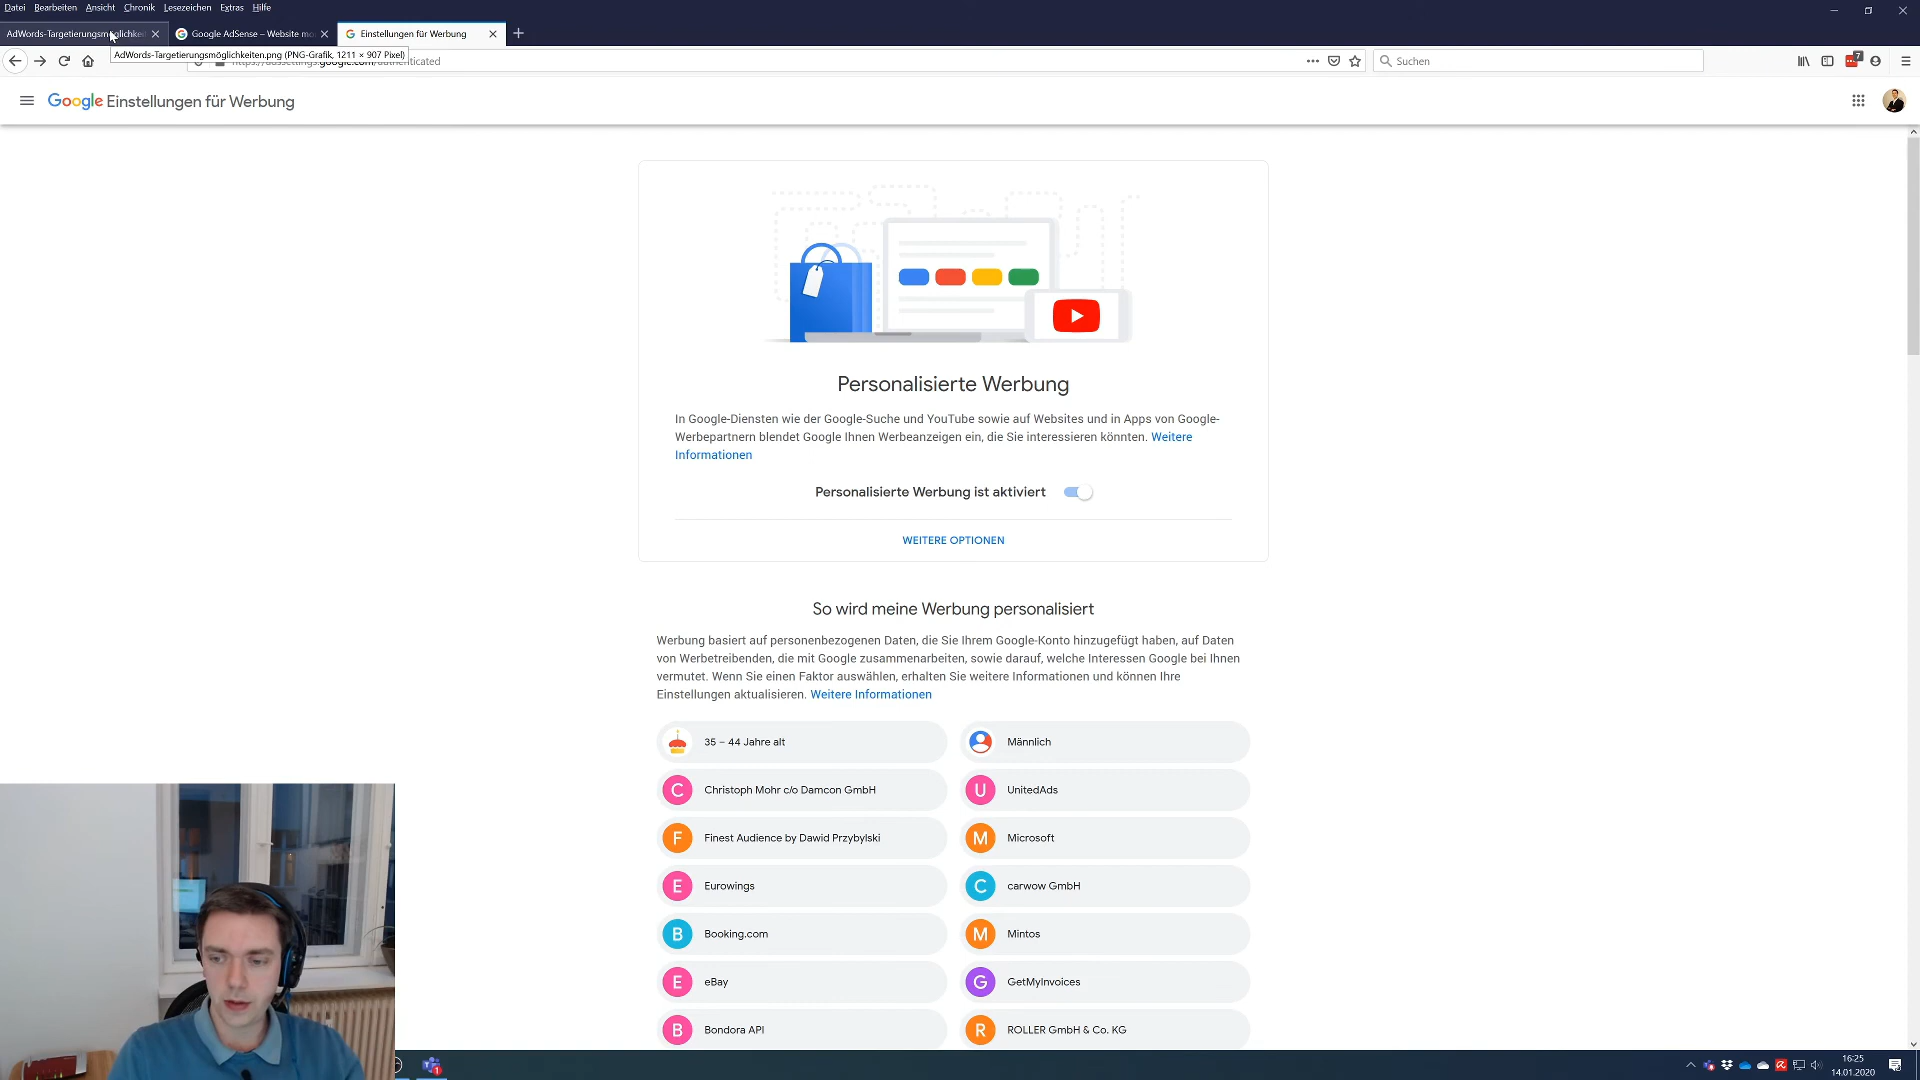 Datei Bearbeiten Ansicht Chronik Lesezeichen Extras Hilfe
AdWords-Targetierungsmöglichkei
Google AdSense – Website mo
Einstellungen für Werbung
AdWords-Targetierungsmöglichkeiten.png (PNG-Grafik, 1211 × 907 Pixel)
Suchen
7
Google Einstellungen für Werbung
Personalisierte Werbung
In Google-Diensten wie der Google-Suche und YouTube sowie auf Websites und in Apps von Google-
Werbepartnern blendet Google Ihnen Werbeanzeigen ein, die Sie interessieren könnten. Weitere
Informationen
Personalisierte Werbung ist aktiviert
WEITERE OPTIONEN
So wird meine Werbung personalisiert
Werbung basiert auf personenbezogenen Daten, die Sie Ihrem Google-Konto hinzugefügt haben, auf Daten
von Werbetreibenden, die mit Google zusammenarbeiten, sowie darauf, welche Interessen Google bei Ihnen
vermutet. Wenn Sie einen Faktor auswählen, erhalten Sie weitere Informationen und können Ihre
Einstellungen aktualisieren. Weitere Informationen
35 – 44 Jahre alt
Männlich
C Christoph Mohr c/o Damcon GmbH
U UnitedAds
F Finest Audience by Dawid Przybylski
M Microsoft
E Eurowings
C carwow GmbH
B Booking.com
M Mintos
E eBay
G GetMyInvoices
B Bondora API
R ROLLER GmbH & Co. KG
16:25
14.01.2020